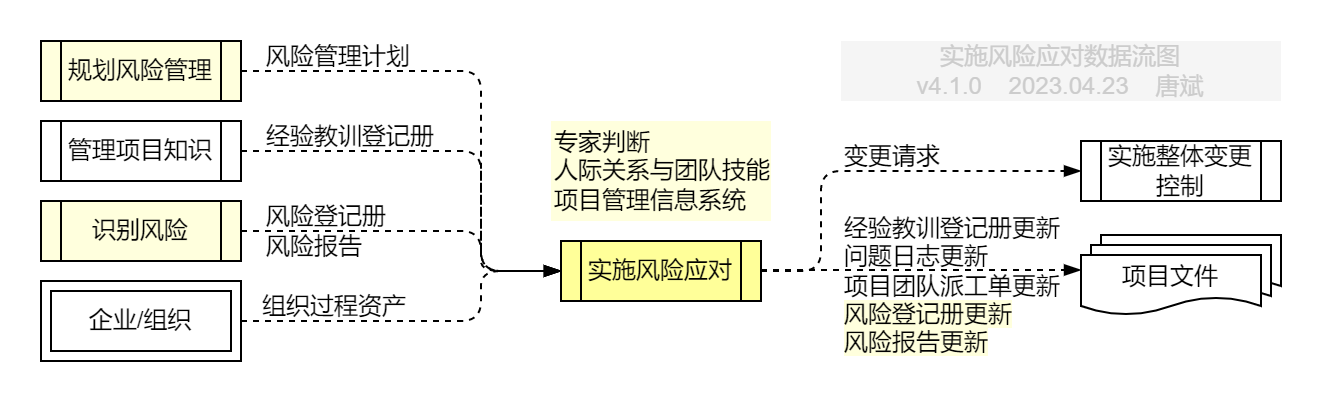 实施风险应对数据流图
v4.1.0 2023.04.23 唐斌
规划风险管理
风险管理计划
管理项目知识
经验教训登记册
识别风险
风险登记册
风险报告
企业/组织
组织过程资产
专家判断
人际关系与团队技能
项目管理信息系统
实施风险应对
变更请求
实施整体变更
控制
经验教训登记册更新
问题日志更新
项目团队派工单更新
风险登记册更新
风险报告更新
项目文件